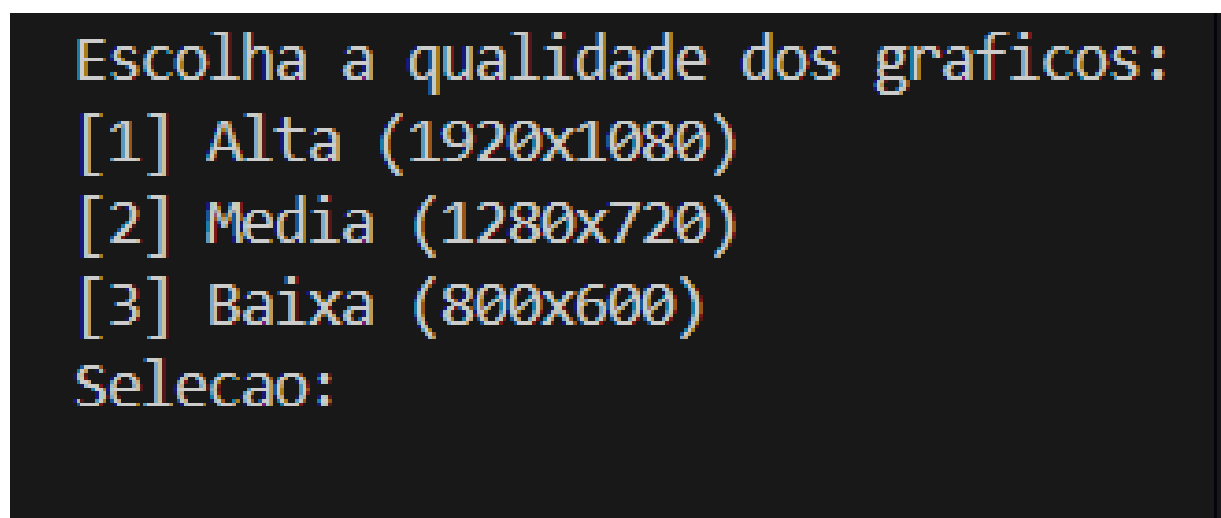 Escolha a qualidade dos graficos:
[1] Alta (1920x1080)
[2] Media (1280x720)
[3] Baixa (800x600)
Selecao: